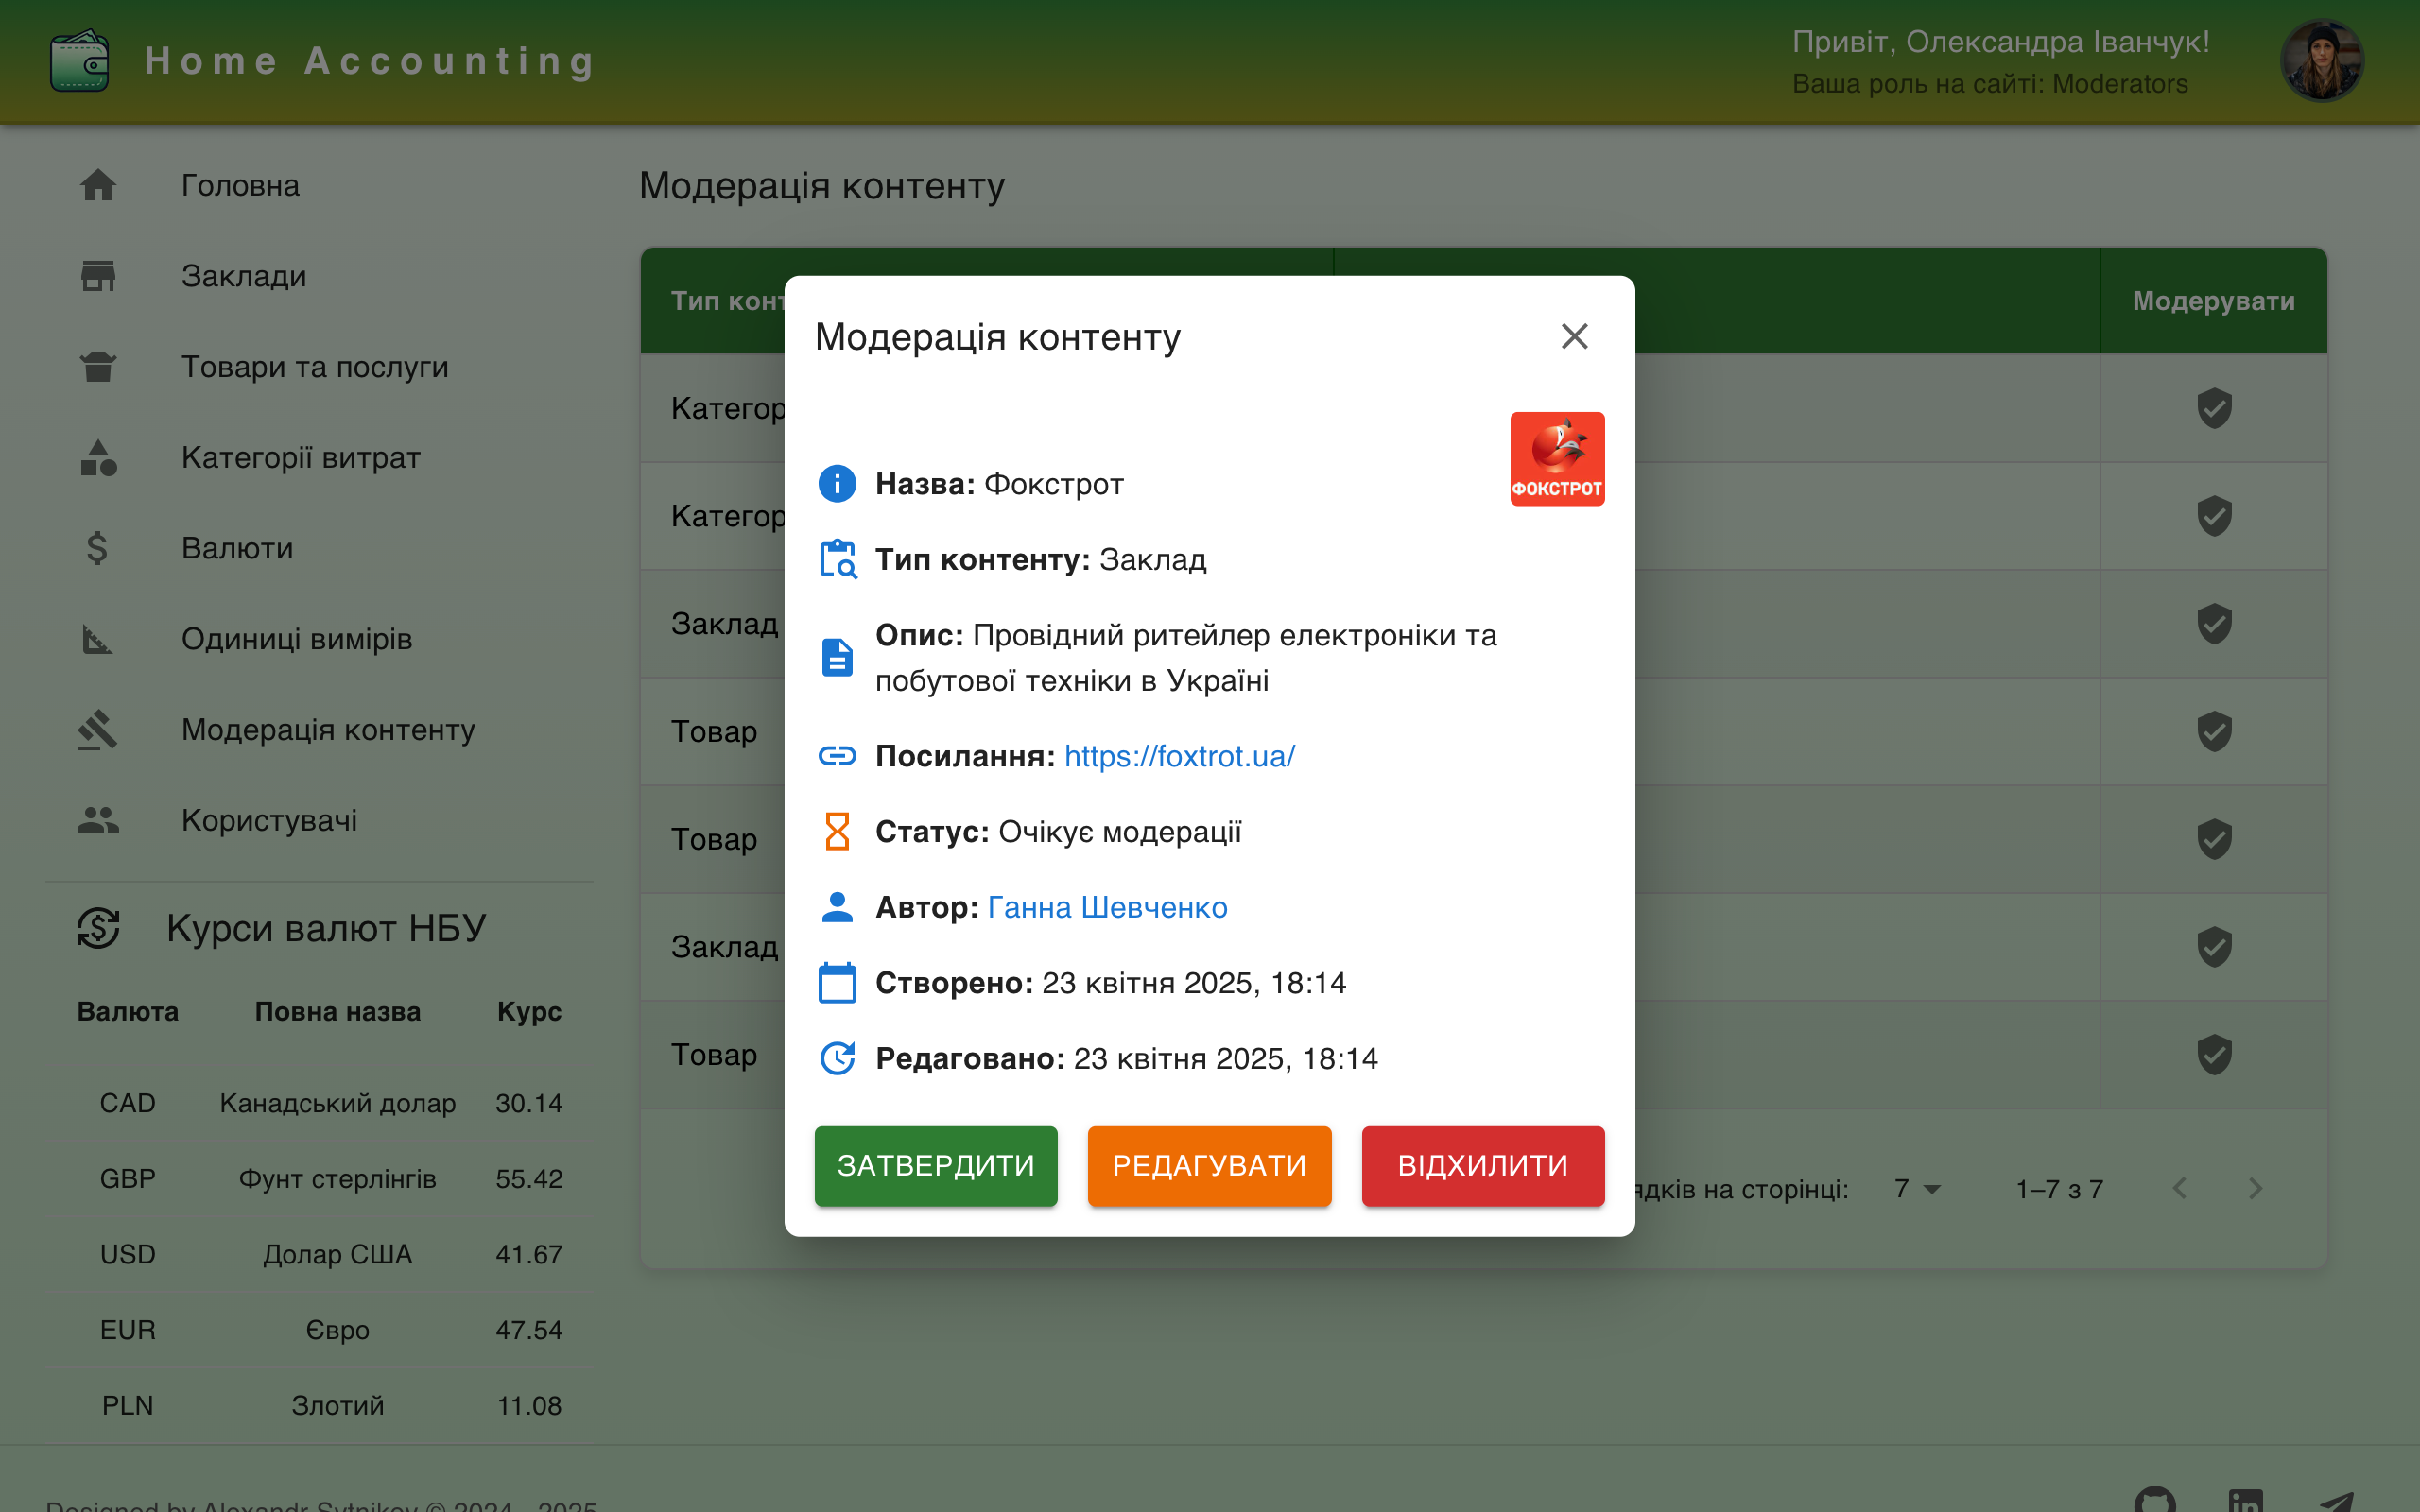 Home Accounting
Привіт, Олександра Іванчук!
Ваша роль на сайті: Moderators
Головна
Заклади
Товари та послуги
Категорії витрат
Валюти
Одиниці вимірів
Модерація контенту
Користувачі
Курси валют НБУ
Валюта Повна назва Курс
CAD Канадський долар 30.14
GBP Фунт стерлінгів 55.42
USD Долар США 41.67
EUR Євро 47.54
PLN Злотий 11.08
Модерація контенту
Тип Модерувати
Заклад
Товар
Товар
Заклад
Товар
на сторінці: 7 1–7 з 7
Модерація контенту
ФОКСТРОТ
Назва: Фокстрот
Тип контенту: Заклад
Опис: Провідний ритейлер електроніки та
побутової техніки в Україні
Посилання: https://foxtrot.ua/
Статус: Очікує модерації
Автор: Ганна Шевченко
Створено: 23 квітня 2025, 18:14
Редаговано: 23 квітня 2025, 18:14
ЗАТВЕРДИТИ РЕДАГУВАТИ ВІДХИЛИТИ
Designed by Alexandr Sytnikov © 2024 - 2025